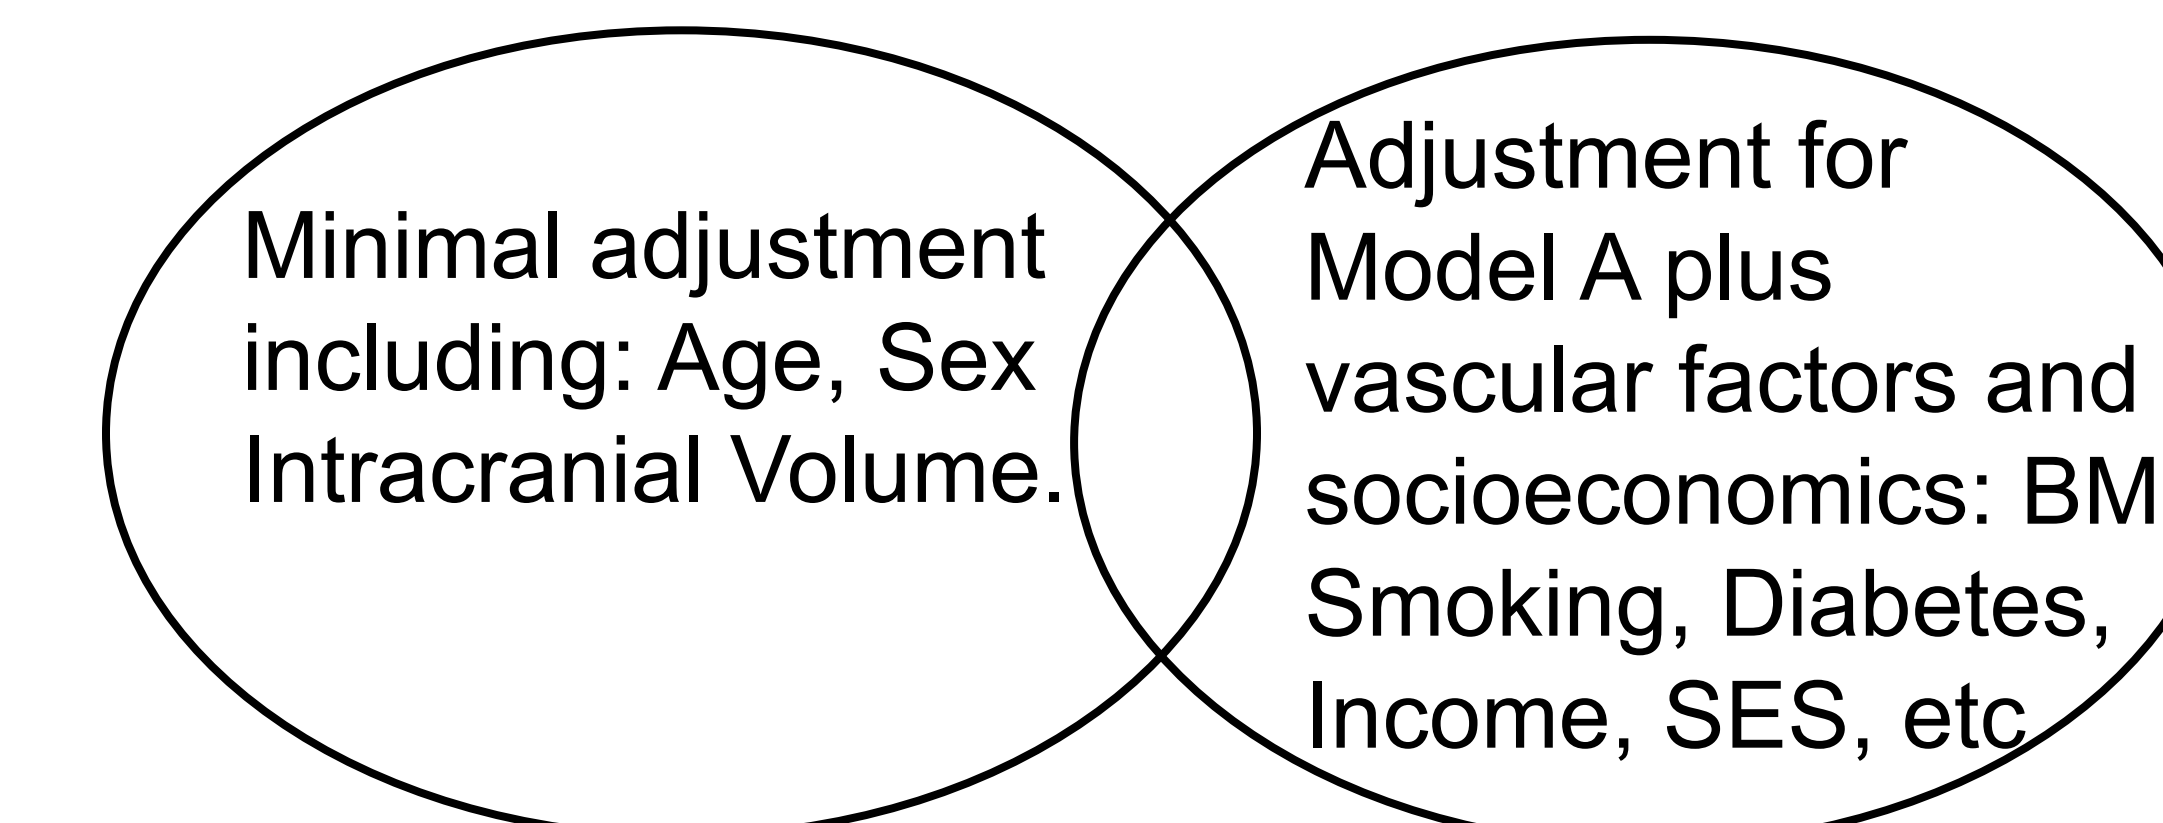 Minimal adjustment
including: Age, Sex
Intracranial Volume.
Adjustment for
Model A plus
vascular factors and
socioeconomics: BM
Smoking, Diabetes,
Income, SES, etc